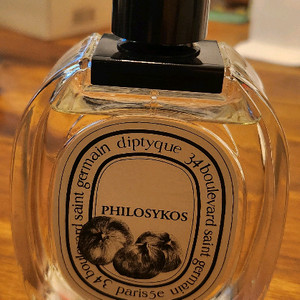 diptyque
34 boulevard saint germain
paris 5e
34 boulevard saint germain
PHILOSYKOS